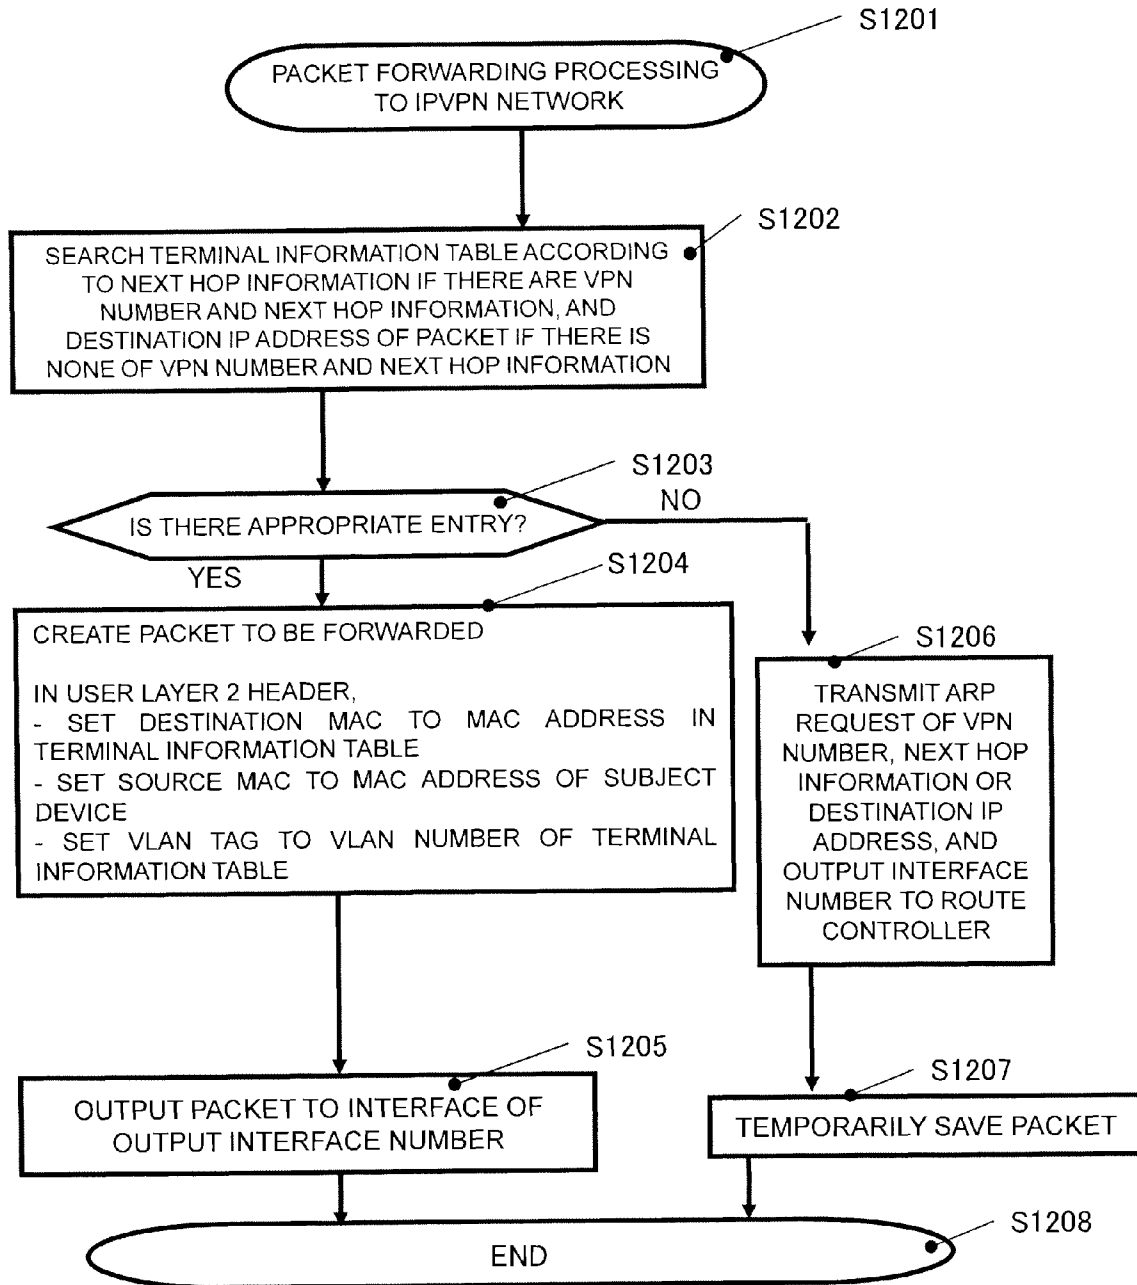 S1201
PACKET FORWARDING PROCESSING
TO IPVPN NETWORK
S1202
SEARCH TERMINAL INFORMATION TABLE ACCORDING
TO NEXT HOP INFORMATION IF THERE ARE VPN
NUMBER AND NEXT HOP INFORMATION, AND
DESTINATION IP ADDRESS OF PACKET IF THERE IS
NONE OF VPN NUMBER AND NEXT HOP INFORMATION
S1203
IS THERE APPROPRIATE ENTRY?
NO
YES
S1204
CREATE PACKET TO BE FORWARDED
IN USER LAYER 2 HEADER,
- SET DESTINATION MAC TO MAC ADDRESS IN
TERMINAL INFORMATION TABLE
- SET SOURCE MAC TO MAC ADDRESS OF SUBJECT
DEVICE
- SET VLAN TAG TO VLAN NUMBER OF TERMINAL
INFORMATION TABLE
S1206
TRANSMIT ARP
REQUEST OF VPN
NUMBER, NEXT HOP
INFORMATION OR
DESTINATION IP
ADDRESS, AND
OUTPUT INTERFACE
NUMBER TO ROUTE
CONTROLLER
S1205
OUTPUT PACKET TO INTERFACE OF
OUTPUT INTERFACE NUMBER
S1207
TEMPORARILY SAVE PACKET
S1208
END